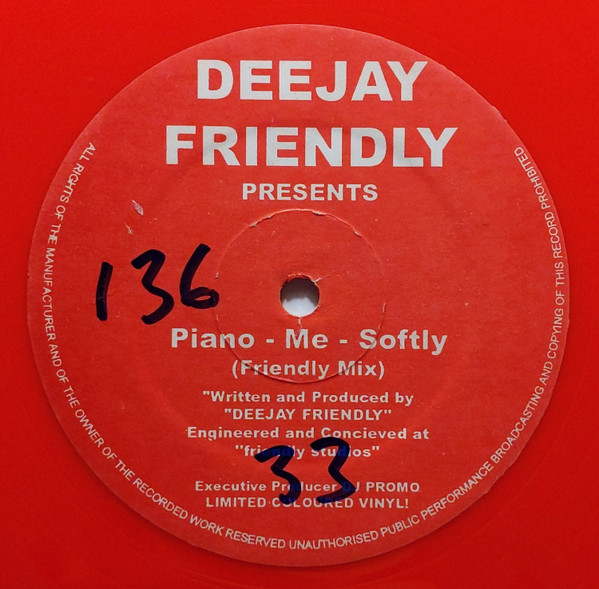 DEEJAY
FRIENDLY
PRESENTS
136
Piano - Me - Softly
(Friendly Mix)
"Written and Produced by
"DEEJAY FRIENDLY"
Engineered and Concieved at
"friendly studios"
33
Executive Producer DJ PROMO
LIMITED COLOURED VINYL!
ALL RIGHTS OF THE MANUFACTURER AND OF THE OWNER OF THE RECORDED WORK RESERVED UNAUTHORISED PUBLIC PERFORMANCE BROADCASTING AND COPYING OF THIS RECORD PROHIBITED